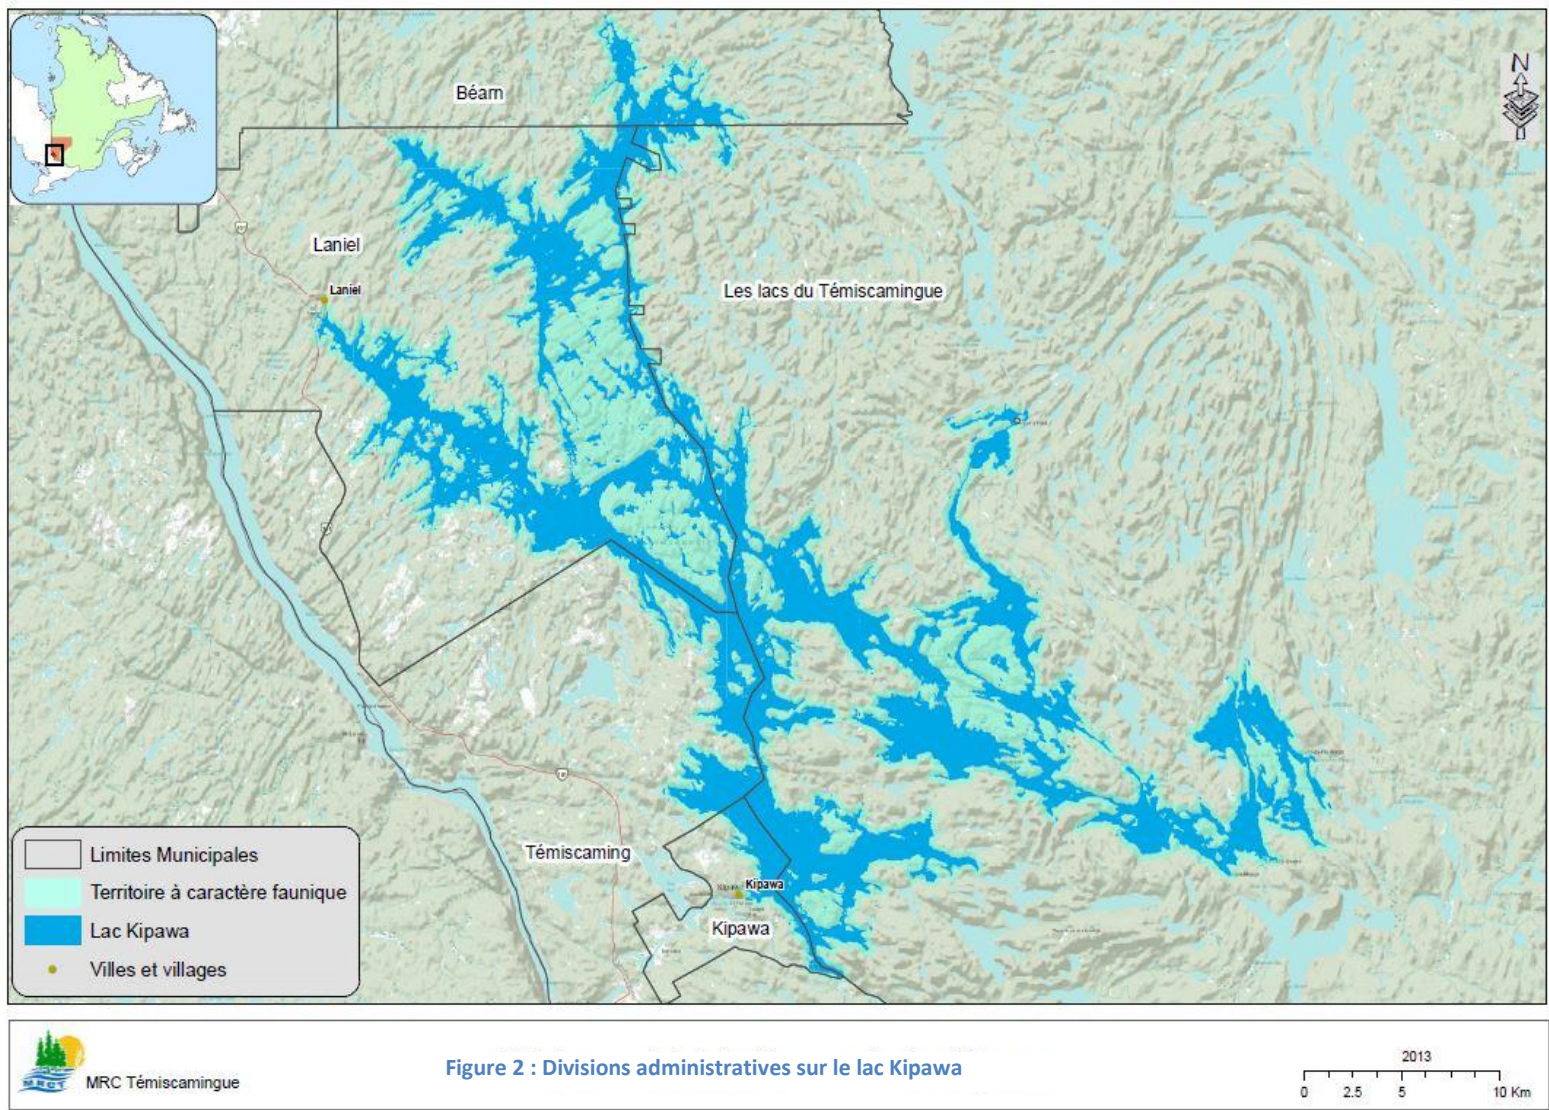 N
Béarn
Laniel
Laniel
Les lacs du Témiscamingue
Témiscaming
Kipawa
Kipawa
Limites Municipales
Territoire à caractère faunique
Lac Kipawa
Villes et villages
MRCT
MRC Témiscamingue
Figure 2 : Divisions administratives sur le lac Kipawa
2013
0 2.5 5 10 Km